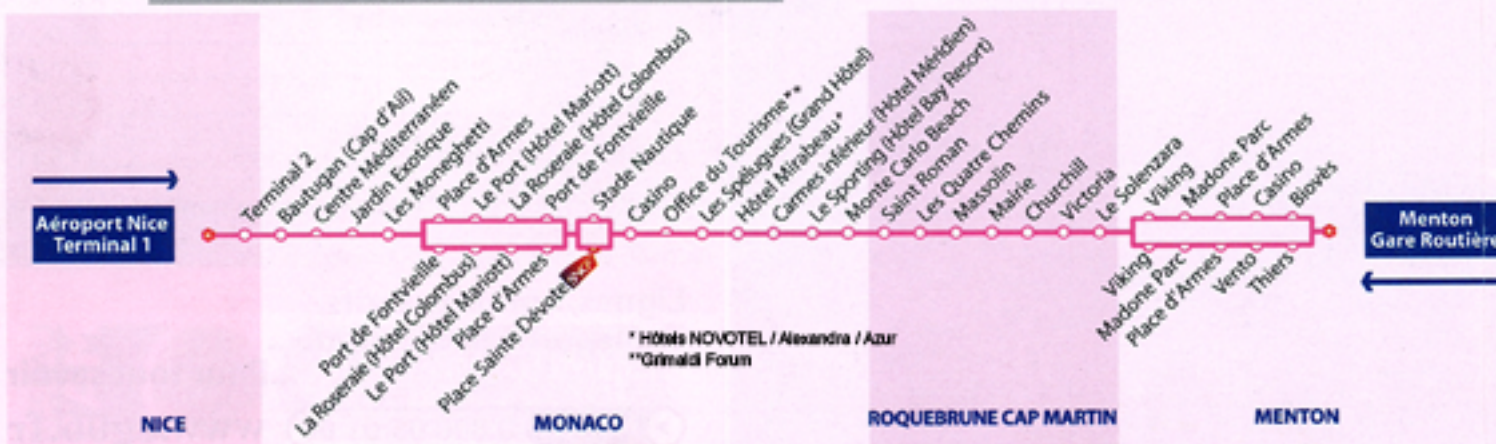 Aéroport Nice
Terminal 1
Terminal 2
Bautugan (Cap d'Ail)
Centre Méditerranéen
Jardin Exotique
Les Moneghetti
Place d'Armes
Le Port (Hôtel Mariott)
La Roseraie (Hôtel Colombus)
Port de Fontvieille
Stade Nautique
Casino
Office du Tourisme**
Les Spélugues (Grand Hôtel)
Hôtel Mirabeau*
Carmes Inférieur (Hôtel Méridien)
Le Sporting (Hôtel Bay Resort)
Monte Carlo Beach
Saint Roman
Les Quatre Chemins
Massolin
Mairie
Churchill
Victoria
Le Solenzara
Viking
Madone Parc
Place d'Armes
Casino
Biovès
Menton
Gare Routière
Port de Fontvieille
La Roseraie (Hôtel Colombus)
Le Port (Hôtel Mariott)
Place d'Armes
Place Sainte Dévote
Viking
Madone Parc
Place d'Armes
Vento
Thiers
* Hôtels NOVOTEL / Alexandra / Azur
**Grimaldi Forum
NICE
MONACO
ROQUEBRUNE CAP MARTIN
MENTON